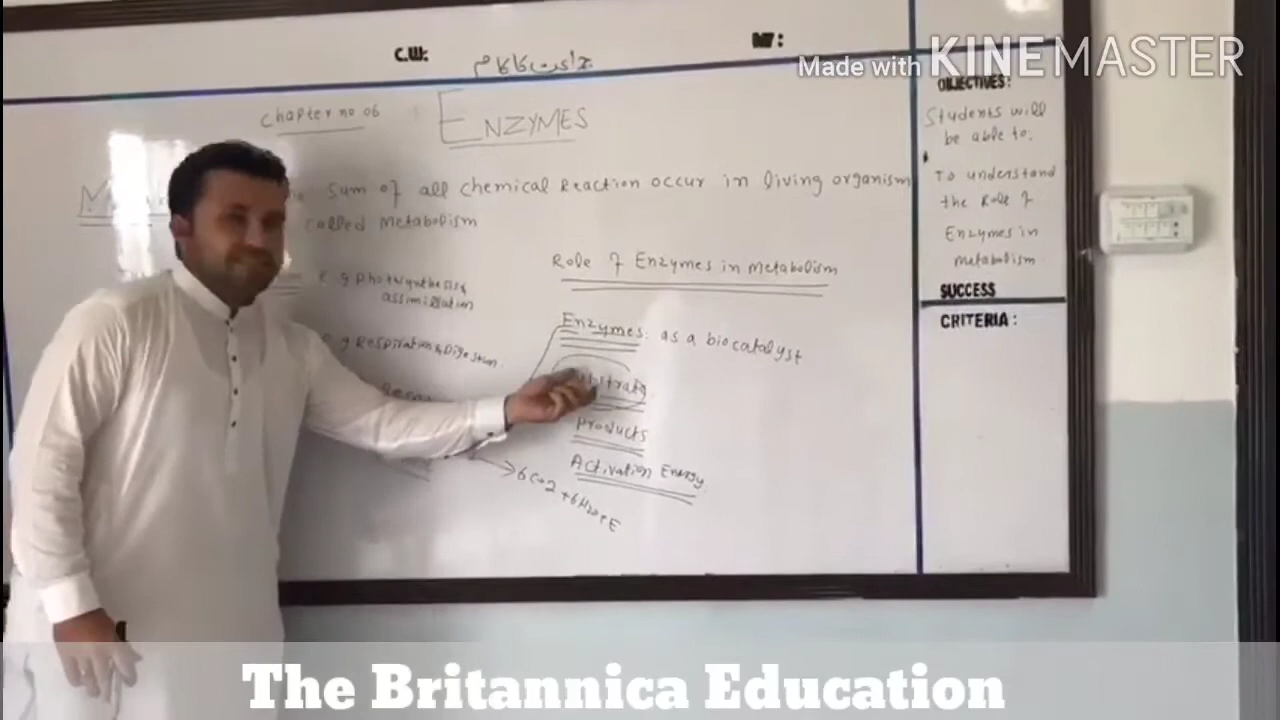 C.W:
جماعت کا کام
Made with KINEMASTER
Chapter no 06
ENZYMES
OBJECTIVES:
Students will
be able to.
To understand
the Role of
Enzymes in
metabolism
SUCCESS
CRITERIA:
Sum of all chemical Reaction occur in living organism
called metabolism
Role of Enzymes in metabolism
e.g photosynthesis &
assimilation
e.g Respiration & Digestion.
Enzymes: as a biocatalyst
Products
Activation Energy
6CO2 + 6H2O + E
The Britannica Education